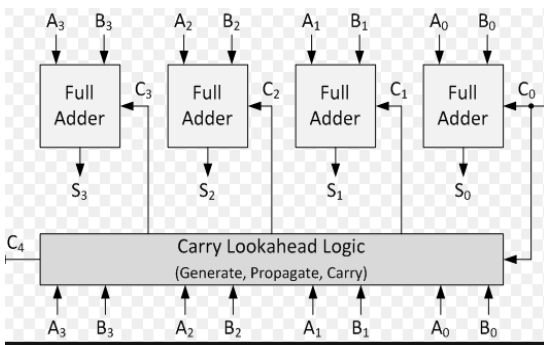 A₃ B₃ A₂ B₂ A₁ B₁ A₀ B₀
Full Adder C₃ Full Adder C₂ Full Adder C₁ Full Adder C₀
S₃ S₂ S₁ S₀
C₄
Carry Lookahead Logic
(Generate, Propagate, Carry)
A₃ B₃ A₂ B₂ A₁ B₁ A₀ B₀